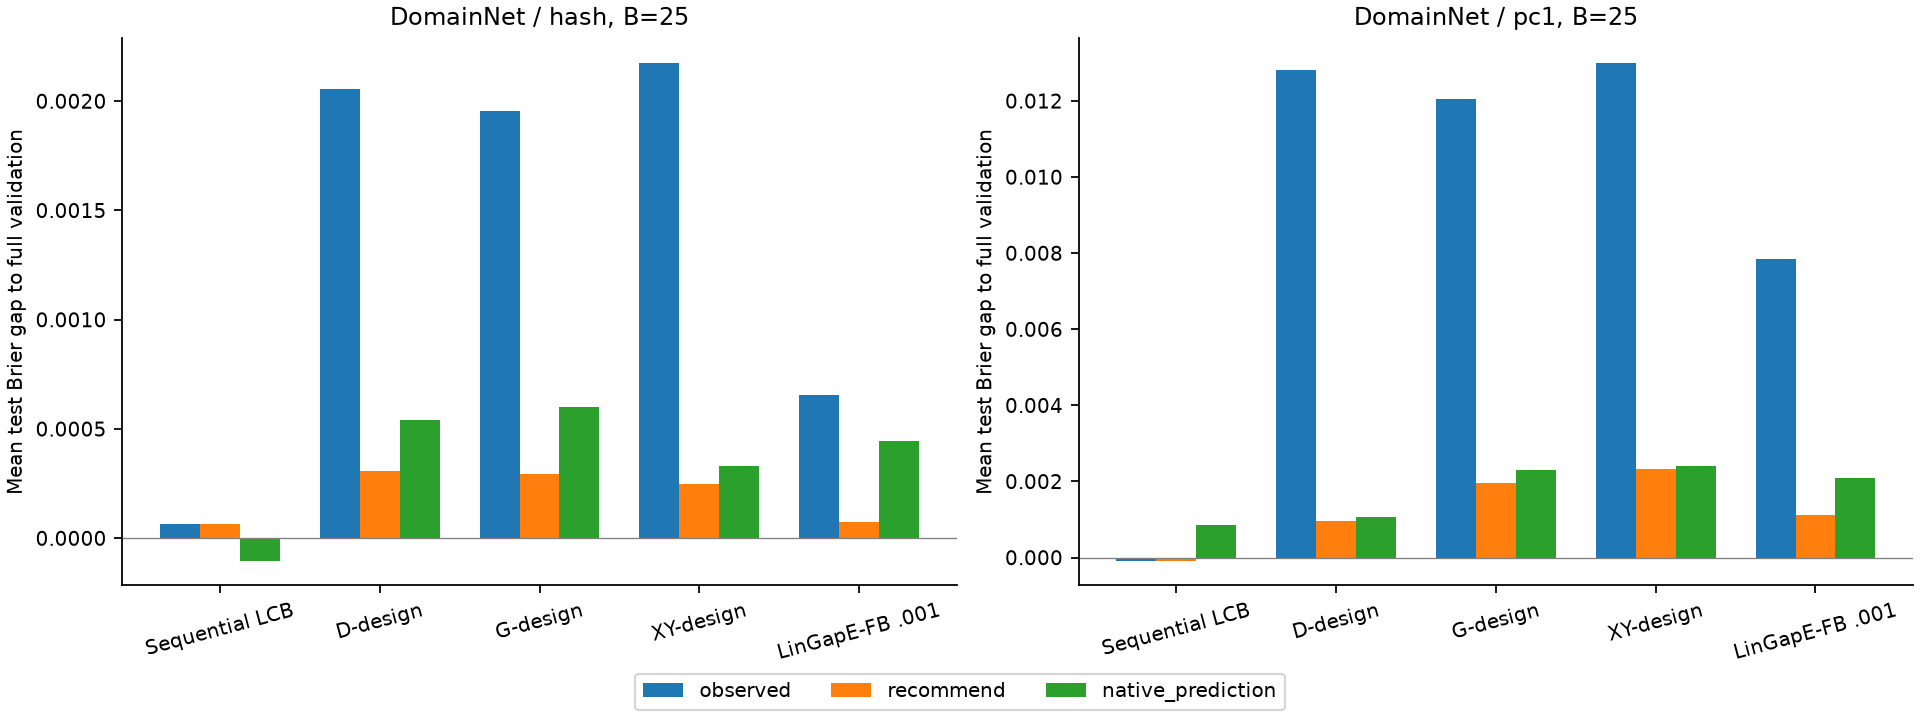 DomainNet / hash, B=25
Mean test Brier gap to full validation
0.0020
0.0015
0.0010
0.0005
0.0000
Sequential LCB
D-design
G-design
XY-design
LinGapE-FB .001
DomainNet / pc1, B=25
Mean test Brier gap to full validation
0.012
0.010
0.008
0.006
0.004
0.002
0.000
Sequential LCB
D-design
G-design
XY-design
LinGapE-FB .001
observed
recommend
native_prediction